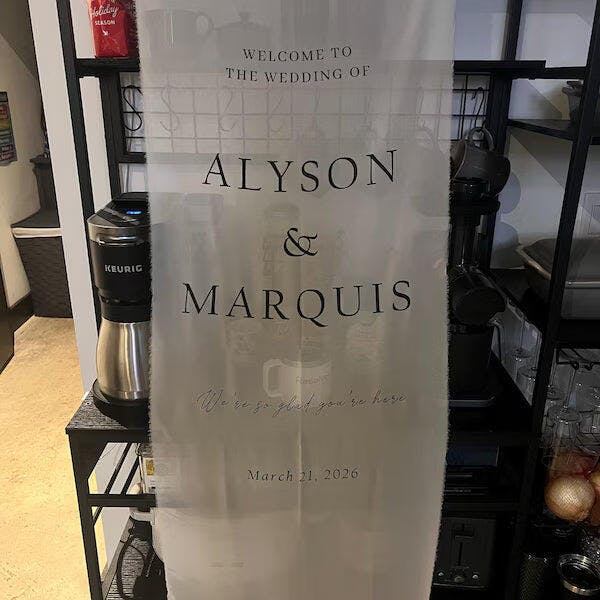 Holiday
SEASON
WELCOME TO
THE WEDDING OF
ALYSON
&
MARQUIS
KEURIG
We're so glad you're here
March 21, 2026